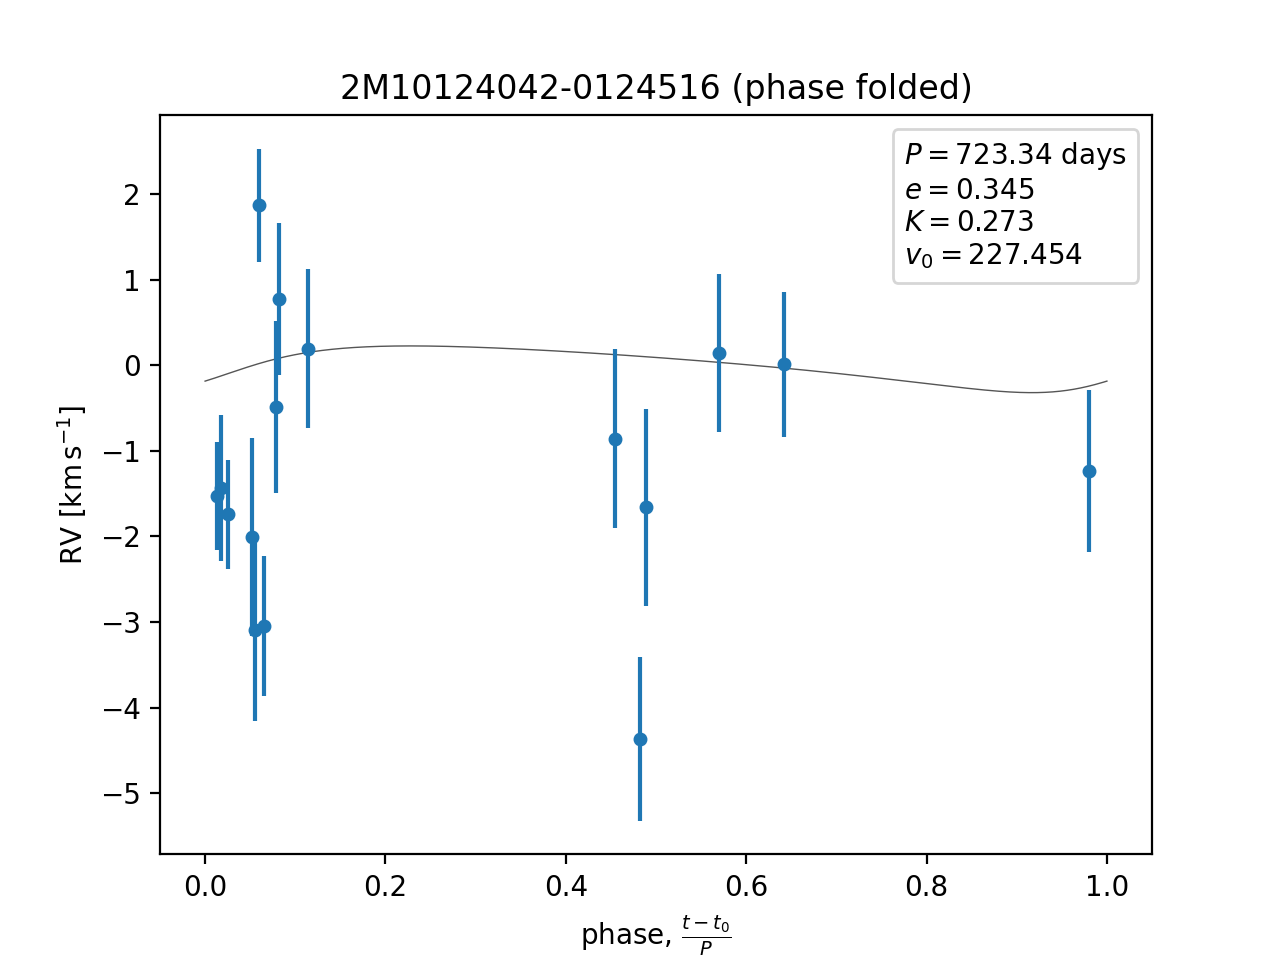 2M10124042-0124516 (phase folded)
P = 723.34 days
e = 0.345
K = 0.273
v₀ = 227.454
RV [km s⁻¹]
2
1
0
−1
−2
−3
−4
−5
0.0 0.2 0.4 0.6 0.8 1.0
phase, (t − t₀)/P